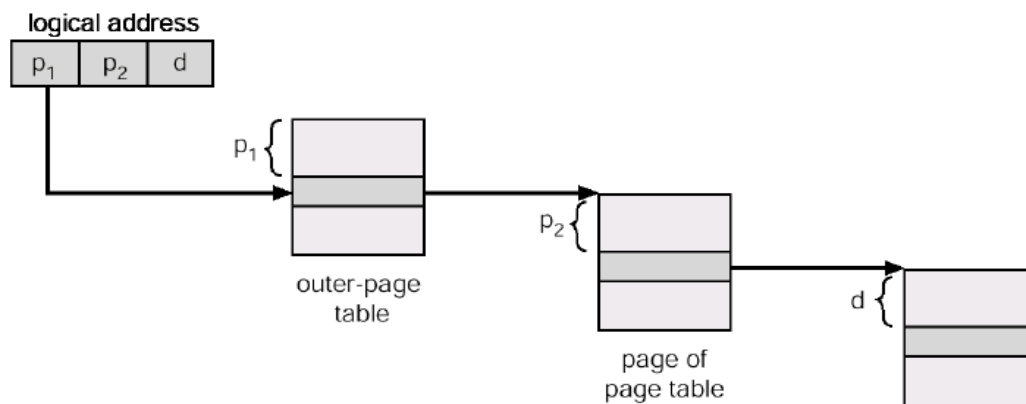 logical address
p₁ p₂ d
p₁
outer-page
table
p₂
page of
page table
d